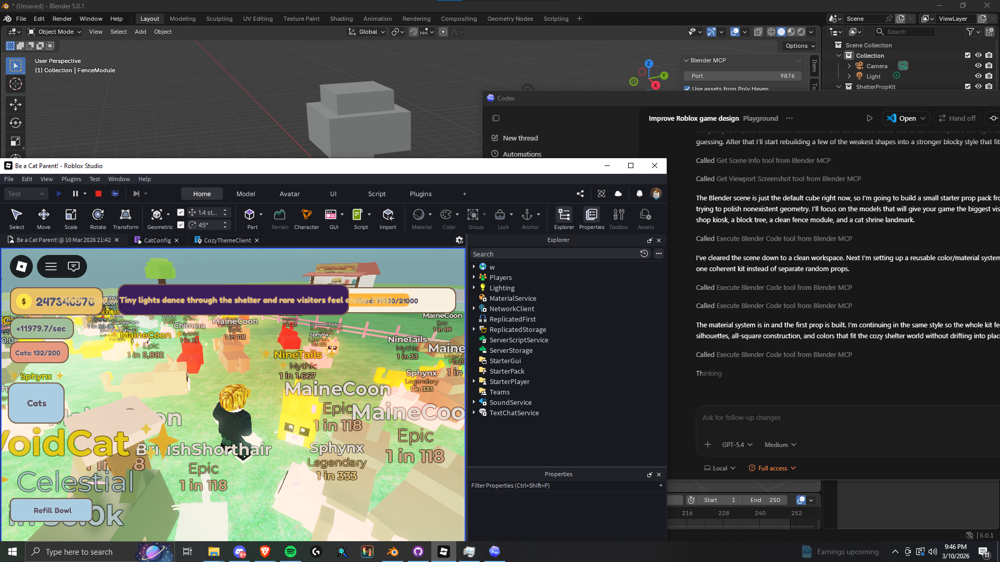 * (Unsaved) - Blender 5.0.1
File Edit Render Window Help
Layout Modeling Sculpting UV Editing Texture Paint Shading Animation Rendering Compositing Geometry Nodes Scripting +
Scene
ViewLayer
Object Mode View Select Add Object
Global
Search
Options
User Perspective
(1) Collection | FenceModule
Z
Y
X
Blender MCP
Port 9876
Use assets from Poly Haven
Item
To
Scene Collection
Collection
Camera
Light
ShelterPropKit
Codex
New thread
Automations
Improve Roblox game design Playground ...
Open
Hand off
guessing. After that I'll start rebuilding a few of the weakest shapes into a stronger blocky style that fit
Called Get Scene Info tool from Blender MCP
Called Get Viewport Screenshot tool from Blender MCP
The Blender scene is just the default cube right now, so I'm going to build a small starter prop pack from
trying to polish nonexistent geometry. I'll focus on the models that will give your game the biggest vis
shop kiosk, a block tree, a clean fence module, and a cat shrine landmark.
Called Execute Blender Code tool from Blender MCP
I've cleared the scene down to a clean workspace. Next I'm setting up a reusable color/material system
one coherent kit instead of separate random props.
Called Execute Blender Code tool from Blender MCP
Called Execute Blender Code tool from Blender MCP
The material system is in and the first prop is built. I'm continuing in the same style so the whole kit fe
silhouettes, all-square construction, and colors that fit the cozy shelter world without drifting into plac
Called Execute Blender Code tool from Blender MCP
Thinking
Ask for follow-up changes
GPT-5.4 Medium
Local Full access
Be a Cat Parent! - Roblox Studio
File Edit View Plugins Test Window Help
Test
Home Model Avatar UI Script Plugins +
1.4 st...
45°
Select Move Scale Rotate Transform Geometric Part Terrain Character GUI Script Import Material Color Group Lock Anchor Explorer Properties Toolbox Assets
Be a Cat Parent! @ 10 Mar 2026 21:42
CatConfig
CozyThemeClient
Explorer
Search
w
Players
Lighting
MaterialService
NetworkClient
ReplicatedFirst
ReplicatedStorage
ServerScriptService
ServerStorage
StarterGui
StarterPack
StarterPlayer
Teams
SoundService
TextChatService
Properties
Filter Properties (Ctrl+Shift+P)
$
Tiny lights dance through the shelter and rare visitors feel
/21000
+11979.7/sec
Cats: 132/200
Sphynx
Cats
Refill Bowl
MaineCoon
Epic
1 in 5,882
Chimera
Mythic
1 in 33
MaineCoon
Epic
1 in 118
Sphynx
NineTails
Mythic
1 in 1,667
NineTails
Mythic
1 in 33
MaineCoon
Epic
1 in 118
Sphynx
Legendary
1 in 333
MaineCoon
Epic
1 in 118
MaineCoo
Epic
1 in 118
Sphynx
Legendary
1 in 333
VoidCat
Celestial
BritishShorthair
Epic
1 in 118
Start 1
End 250
216 228 240 252
5.0.1
Type here to search
9+
Earnings upcoming
9:46 PM
3/10/2026
11